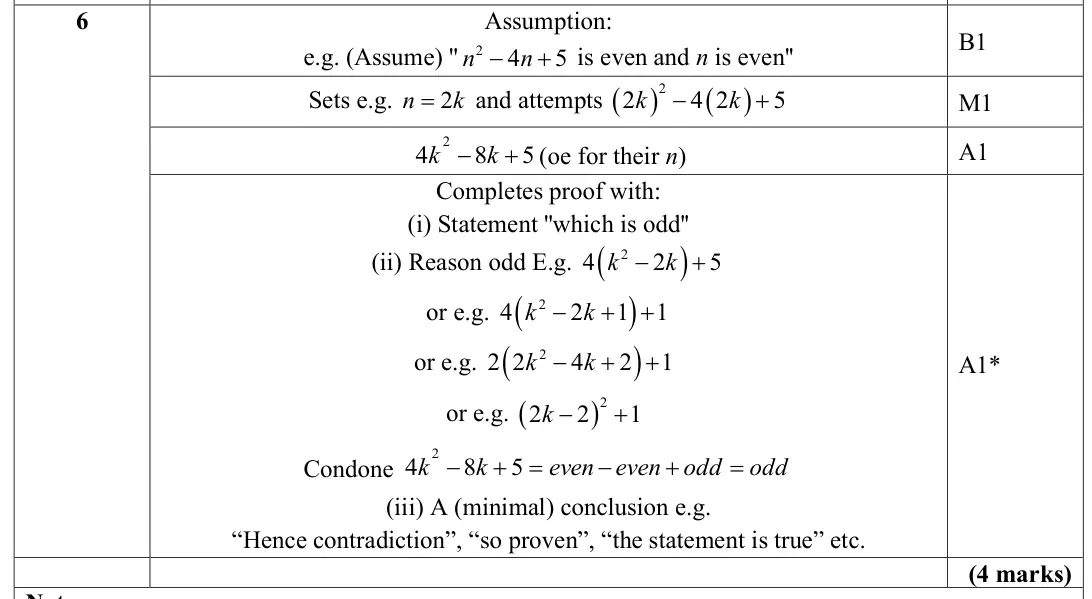 6
Assumption:
e.g. (Assume) "n² − 4n + 5 is even and n is even"
B1
Sets e.g. n = 2k and attempts (2k)² − 4(2k) + 5
M1
4k² − 8k + 5 (oe for their n)
A1
Completes proof with:
(i) Statement "which is odd"
(ii) Reason odd E.g. 4(k² − 2k) + 5
or e.g. 4(k² − 2k + 1) + 1
or e.g. 2(2k² − 4k + 2) + 1
or e.g. (2k − 2)² + 1
Condone 4k² − 8k + 5 = even − even + odd = odd
(iii) A (minimal) conclusion e.g.
“Hence contradiction”, “so proven”, “the statement is true” etc.
A1*
(4 marks)